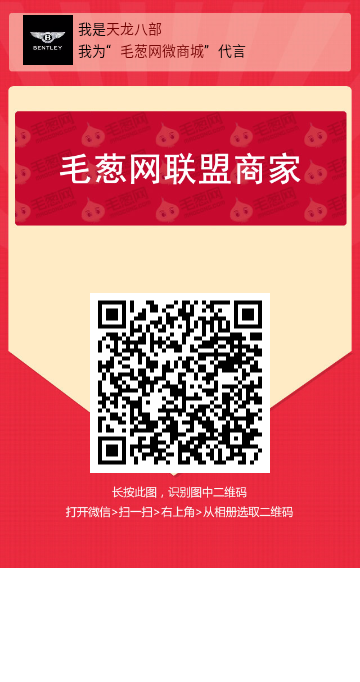 BENTLEY
我是天龙八部
我为“毛葱网微商城”代言
毛葱网联盟商家
长按此图，识别图中二维码
打开微信>扫一扫>右上角>从相册选取二维码